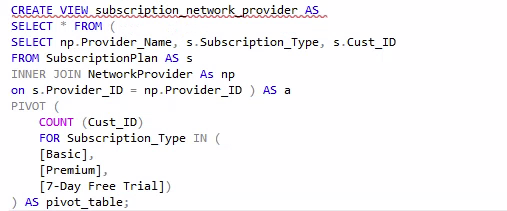 CREATE VIEW subscription_network_provider AS
SELECT * FROM (
SELECT np.Provider_Name, s.Subscription_Type, s.Cust_ID
FROM SubscriptionPlan AS s
INNER JOIN NetworkProvider As np
on s.Provider_ID = np.Provider_ID ) AS a
PIVOT (
COUNT (Cust_ID)
FOR Subscription_Type IN (
[Basic],
[Premium],
[7-Day Free Trial])
) AS pivot_table;